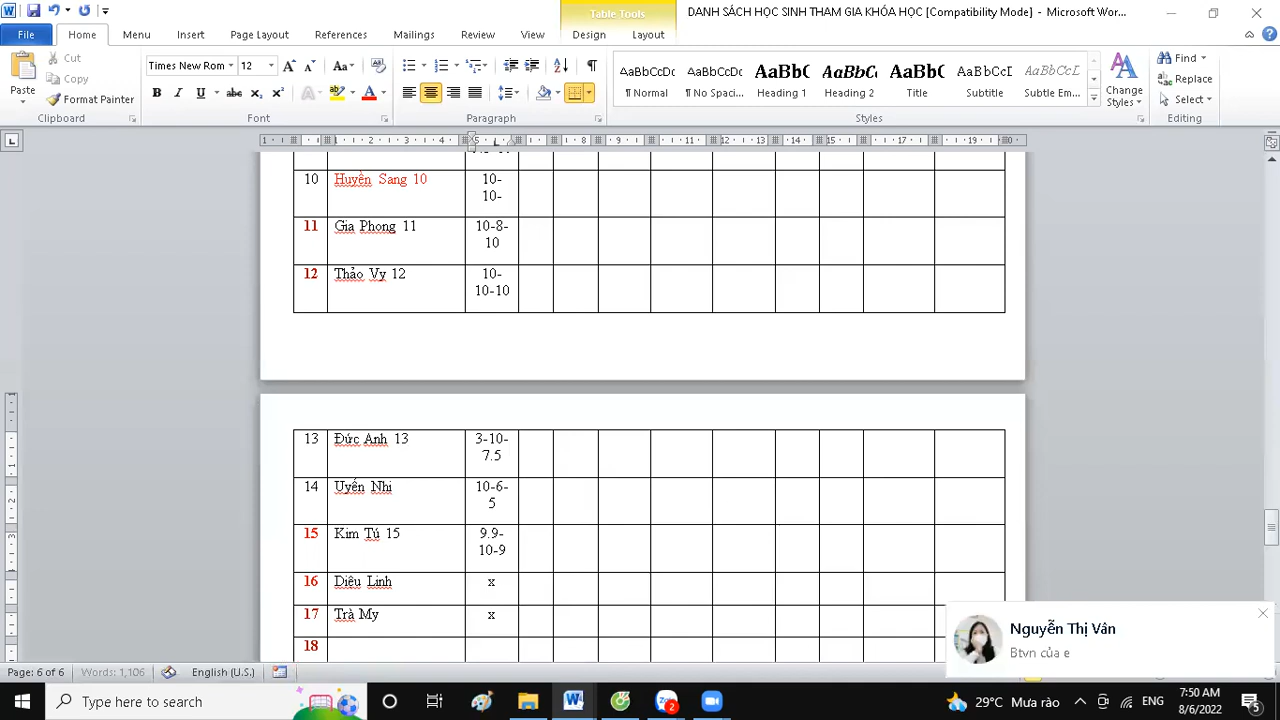 DANH SÁCH HỌC SINH THAM GIA KHÓA HỌC [Compatibility Mode] - Microsoft Wor...
Table Tools
File Home Menu Insert Page Layout References Mailings Review View Design Layout
Paste
Cut
Copy
Format Painter
Clipboard
Times New Rom 12
Font
Paragraph
AaBbCcDc AaBbCcDc AaBbC AaBbCc AaBbC AaBbCcDc AaBbCcL
¶ Normal ¶ No Spaci... Heading 1 Heading 2 Title Subtitle Subtle Em...
Change Styles
Styles
Find
Replace
Select
Editing
10 Huyền Sang 10 10-
10-
11 Gia Phong 11 10-8-
10
12 Thảo Vy 12 10-
10-10
13 Đức Anh 13 3-10-
7.5
14 Uyển Nhi 10-6-
5
15 Kim Tú 15 9.9-
10-9
16 Diệu Linh x
17 Trà My x
18
Nguyễn Thị Vân
Btvn của e
Page: 6 of 6 Words: 1,106 English (U.S.)
Type here to search
2
29°C Mưa rào
ENG
7:50 AM
8/6/2022
5